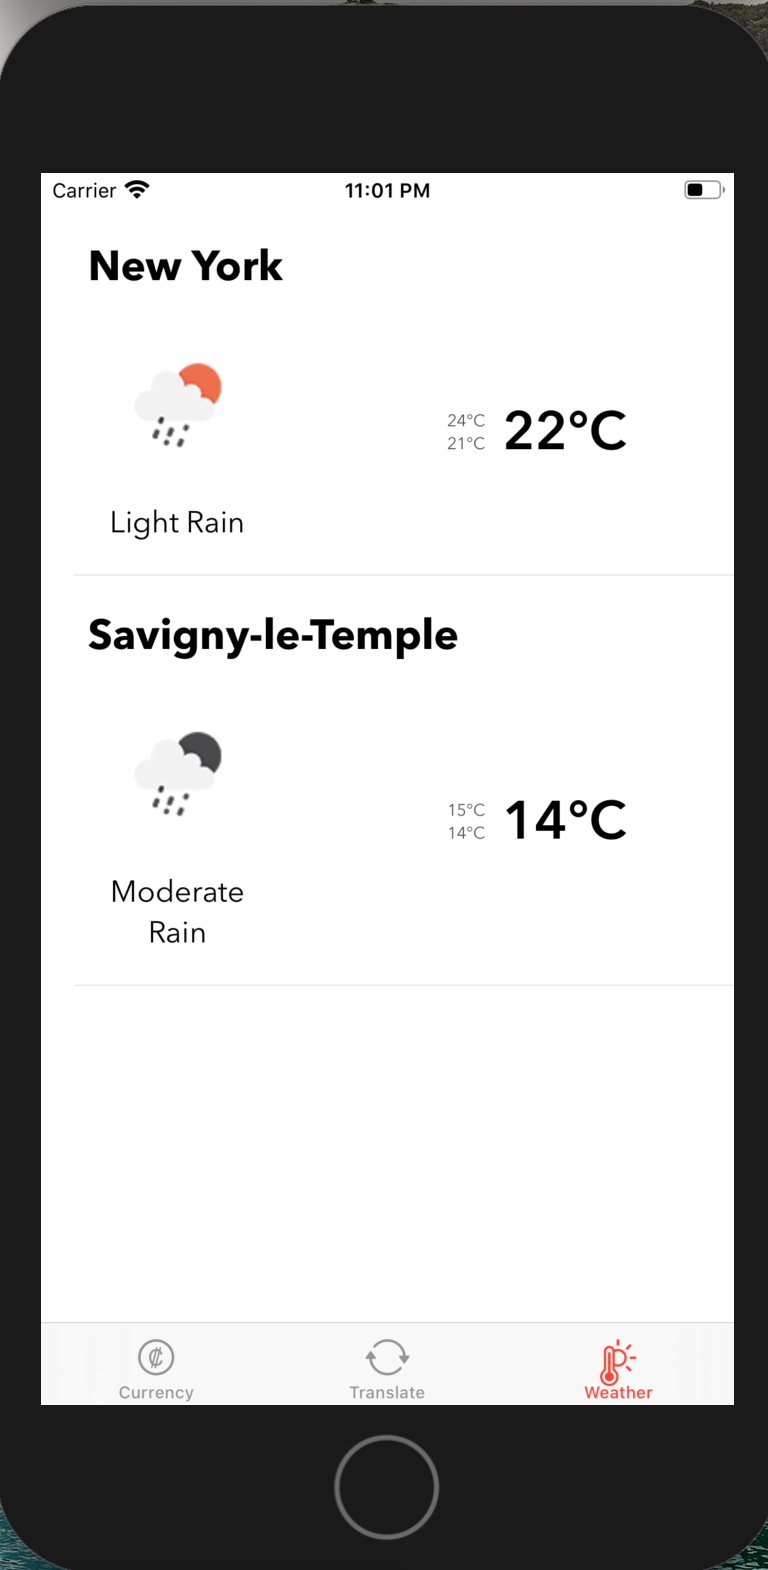 Carrier 11:01 PM
New York
24°C
21°C
22°C
Light Rain
Savigny-le-Temple
15°C
14°C
14°C
Moderate
Rain
Currency Translate Weather